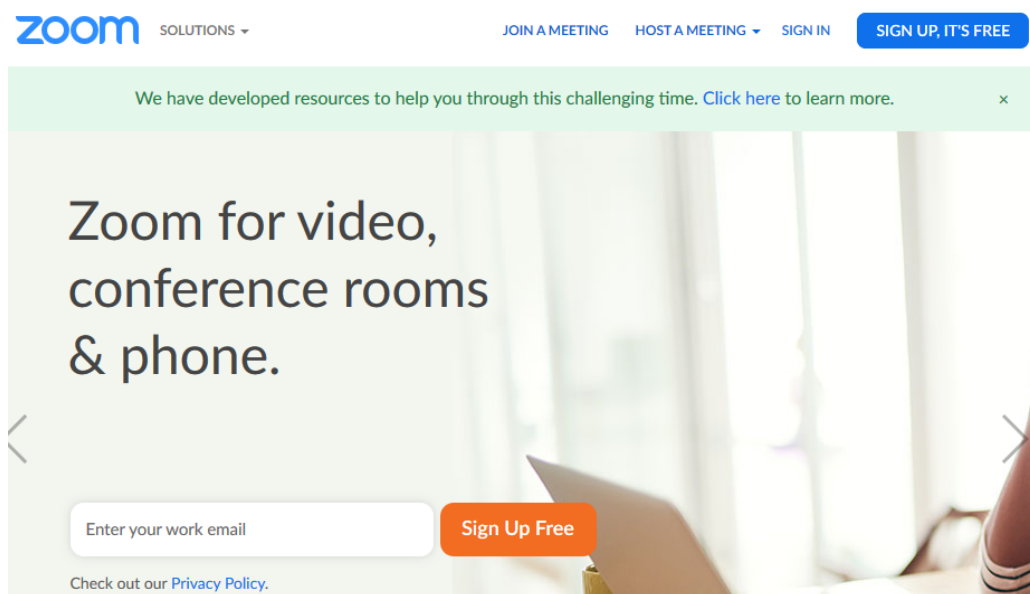 zoom
SOLUTIONS
JOIN A MEETING
HOST A MEETING
SIGN IN
SIGN UP, IT'S FREE
We have developed resources to help you through this challenging time. Click here to learn more.
×
Zoom for video,
conference rooms
& phone.
Enter your work email
Sign Up Free
Check out our Privacy Policy.